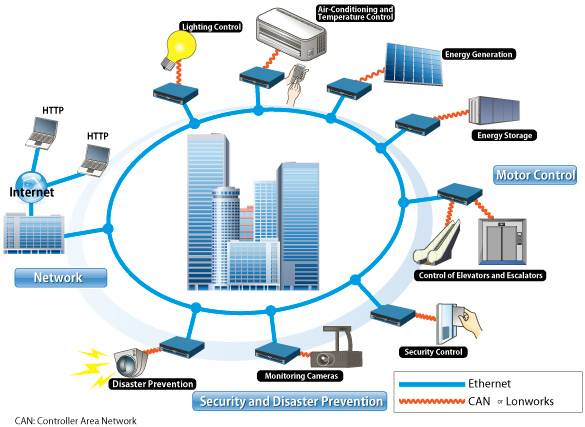 Lighting Control
Air-Conditioning and
Temperature Control
Energy Generation
HTTP
HTTP
Energy Storage
Internet
Motor Control
Network
Control of Elevators and Escalators
Security Control
Disaster Prevention
Monitoring Cameras
Security and Disaster Prevention
Ethernet
CAN or Lonworks
CAN: Controller Area Network